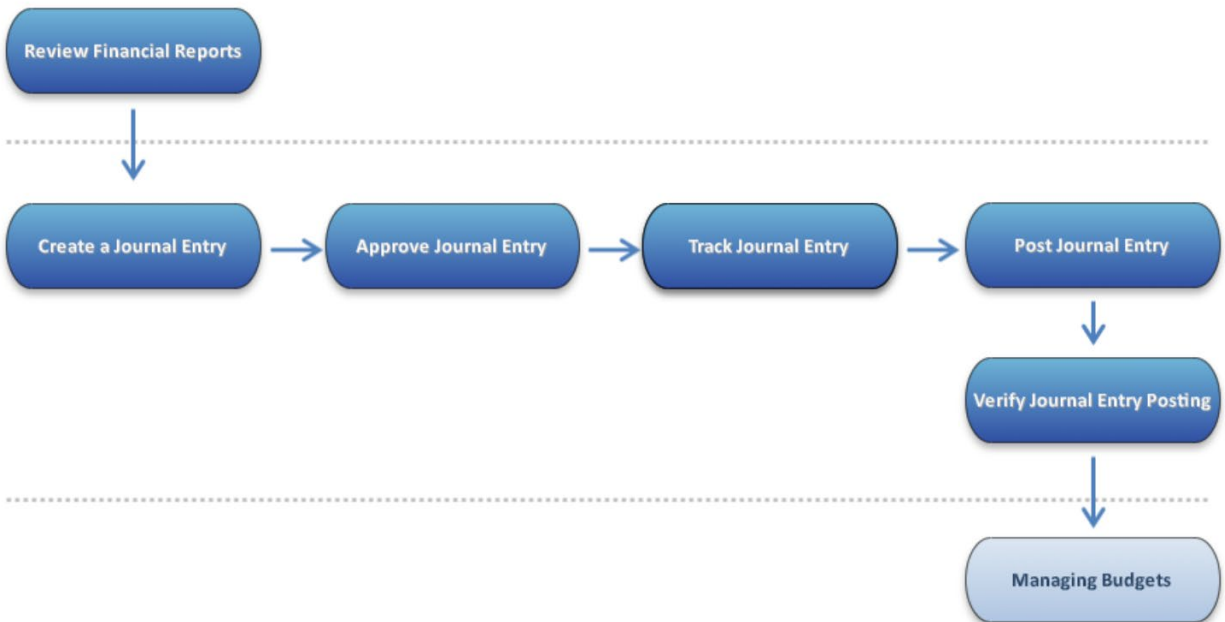 Review Financial Reports
Create a Journal Entry
Approve Journal Entry
Track Journal Entry
Post Journal Entry
Verify Journal Entry Posting
Managing Budgets